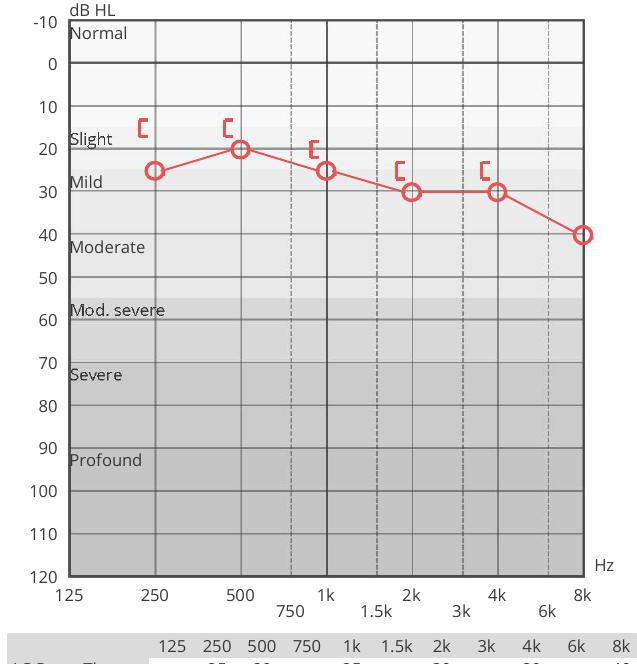 dB HL
-10
Normal
0
10
Slight
20
Mild
30
40
Moderate
50
Mod. severe
60
70
Severe
80
90
Profound
100
110
120
Hz
125 250 500 1k 2k 4k 8k
750 1.5k 3k 6k
125 250 500 750 1k 1.5k 2k 3k 4k 6k 8k